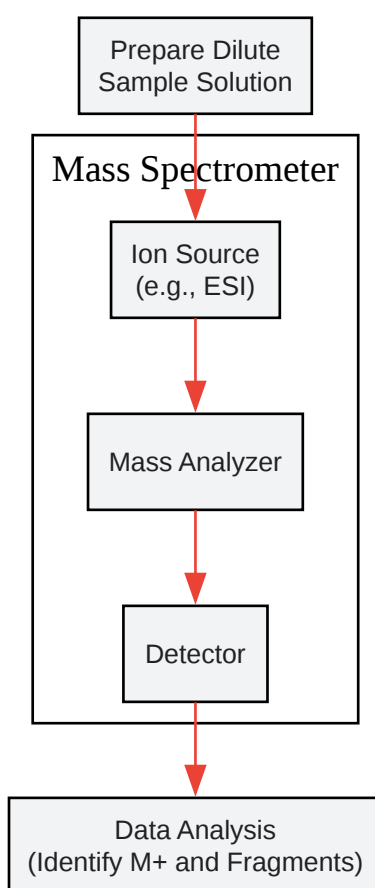 Prepare Dilute
Sample Solution
Mass Spectrometer
Ion Source
(e.g., ESI)
Mass Analyzer
Detector
Data Analysis
(Identify M+ and Fragments)